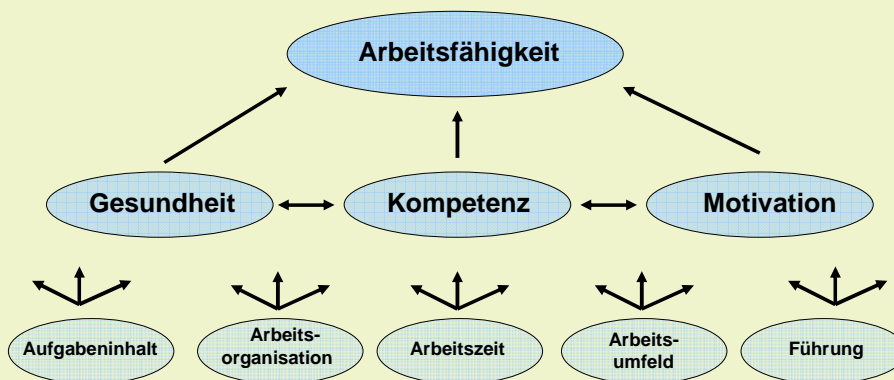 Arbeitsfähigkeit
Gesundheit
Kompetenz
Motivation
Aufgabeninhalt
Arbeits-
organisation
Arbeitszeit
Arbeits-
umfeld
Führung